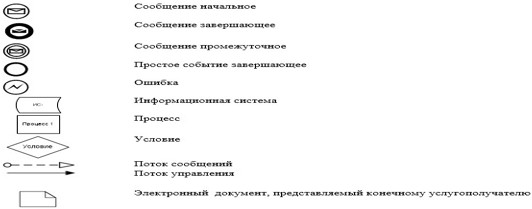 Сообщение начальное
Сообщение завершающее
Сообщение промежуточное
Простое событие завершающее
Ошибка
ИС: Информационная система
Процесс 1 Процесс
Условие Условие
Поток сообщений
Поток управления
Электронный документ, представляемый конечному услугополучателю